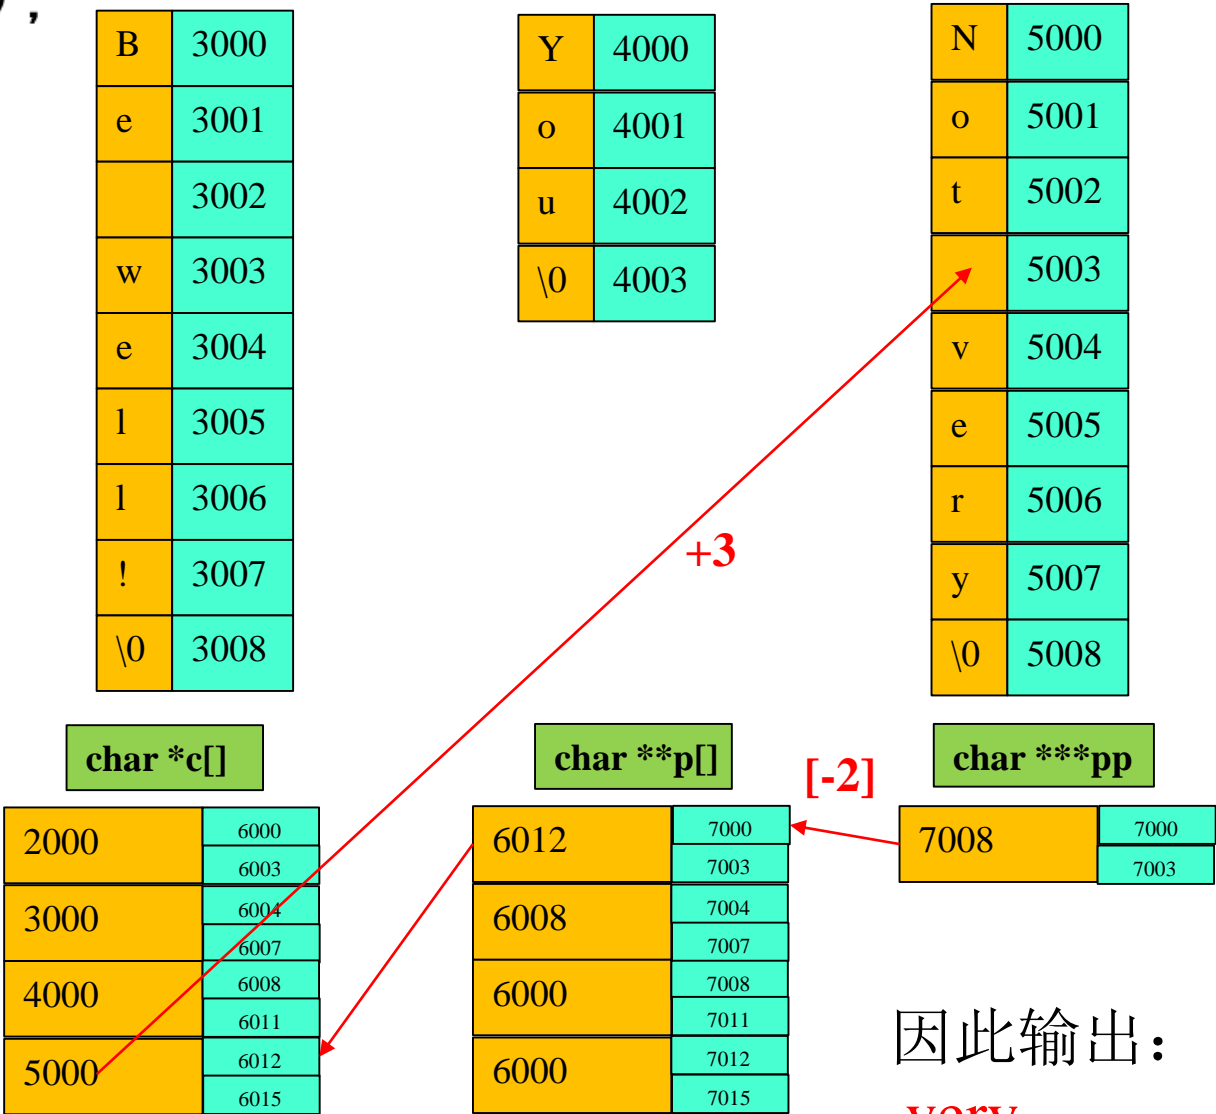 ,
B 3000
e 3001
3002
w 3003
e 3004
l 3005
l 3006
! 3007
\0 3008
Y 4000
o 4001
u 4002
\0 4003
N 5000
o 5001
t 5002
5003
v 5004
e 5005
r 5006
y 5007
\0 5008
+3
char *c[]
2000 6000
6003
3000 6004
6007
4000 6008
6011
5000 6012
6015
char **p[]
6012 7000
7003
6008 7004
7007
6000 7008
7011
6000 7012
7015
[-2]
char ***pp
7008 7000
7003
因此输出：
very